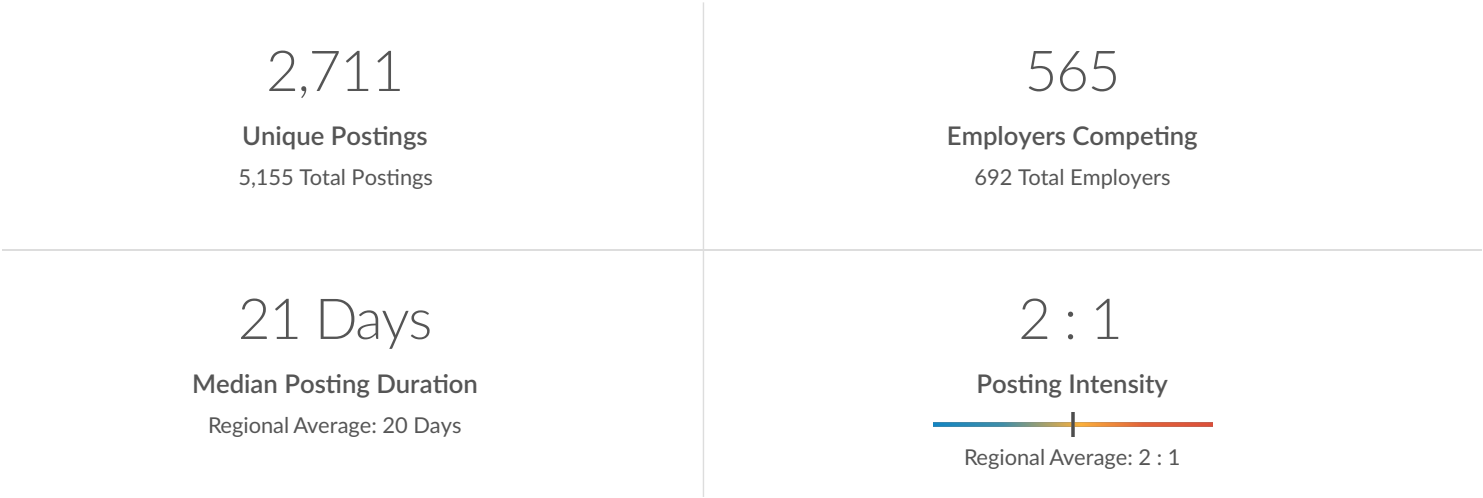 2,711
Unique Postings
5,155 Total Postings
565
Employers Competing
692 Total Employers
21 Days
Median Posting Duration
Regional Average: 20 Days
2 : 1
Posting Intensity
Regional Average: 2 : 1